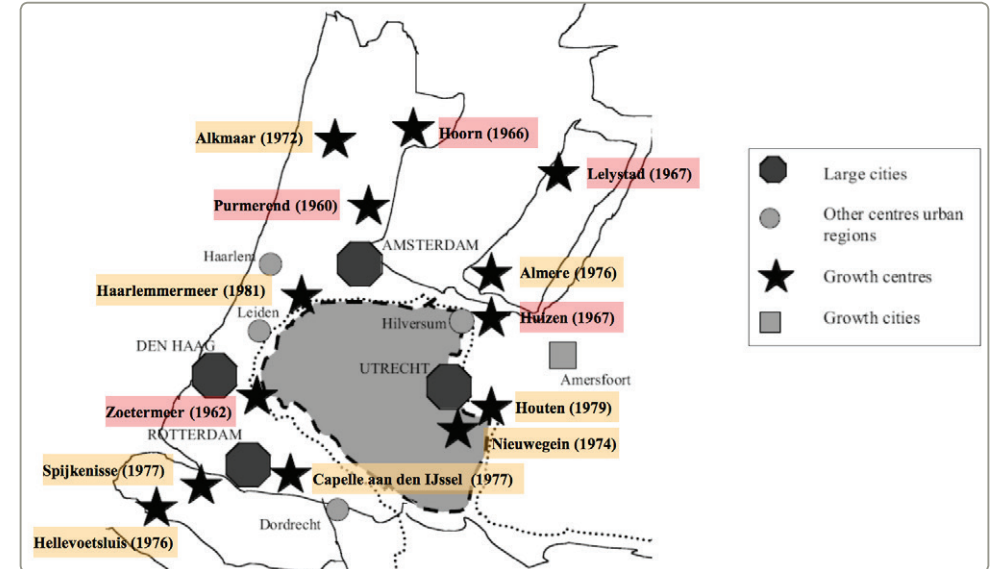 Alkmaar (1972)
Hoorn (1966)
Lelystad (1967)
Purmerend (1960)
AMSTERDAM
Haarlem
Almere (1976)
Haarlemmermeer (1981)
Leiden
Hilversum
Huizen (1967)
DEN HAAG
UTRECHT
Amersfoort
Zoetermeer (1962)
Houten (1979)
ROTTERDAM
Nieuwegein (1974)
Spijkenisse (1977)
Capelle aan den IJssel (1977)
Dordrecht
Hellevoetsluis (1976)
Large cities
Other centres urban
regions
Growth centres
Growth cities